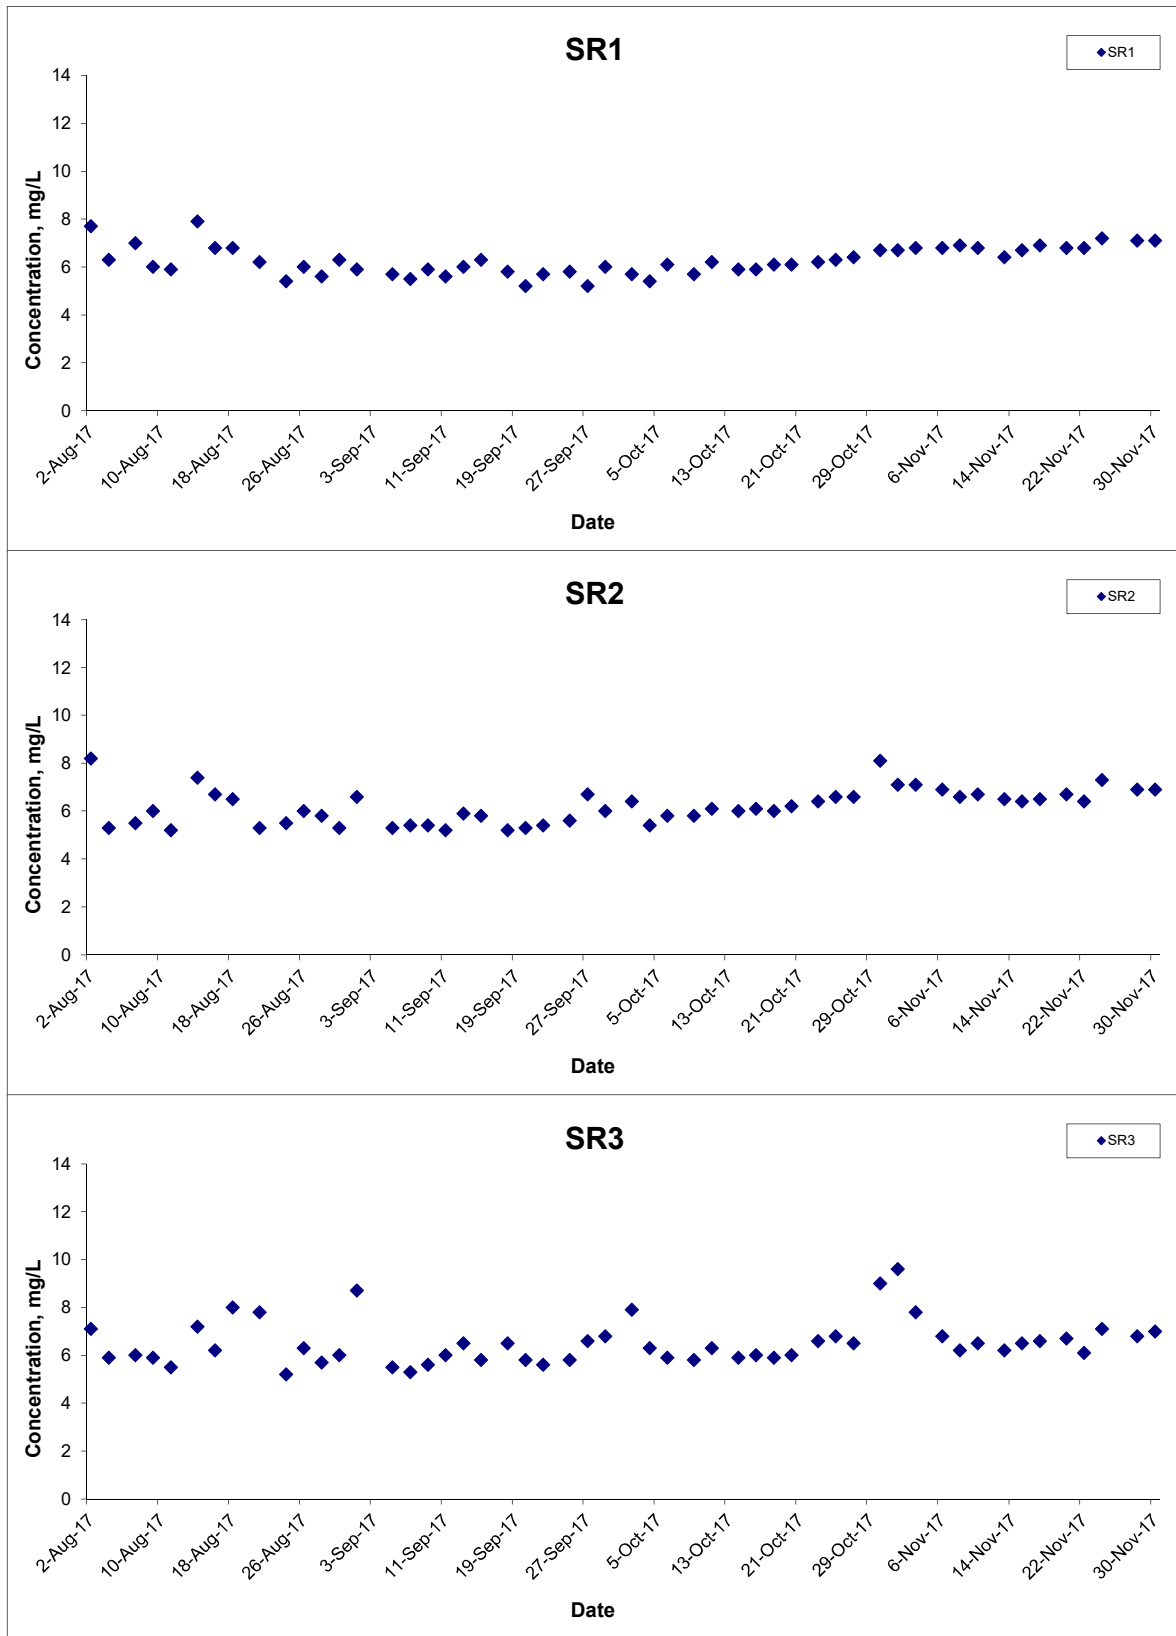 SR1
SR1
14
12
10
8
6
4
2
0
Concentration, mg/L
2-Aug-17
10-Aug-17
18-Aug-17
26-Aug-17
3-Sep-17
11-Sep-17
19-Sep-17
27-Sep-17
5-Oct-17
13-Oct-17
21-Oct-17
29-Oct-17
6-Nov-17
14-Nov-17
22-Nov-17
30-Nov-17
Date
SR2
SR2
14
12
10
8
6
4
2
0
Concentration, mg/L
2-Aug-17
10-Aug-17
18-Aug-17
26-Aug-17
3-Sep-17
11-Sep-17
19-Sep-17
27-Sep-17
5-Oct-17
13-Oct-17
21-Oct-17
29-Oct-17
6-Nov-17
14-Nov-17
22-Nov-17
30-Nov-17
Date
SR3
SR3
14
12
10
8
6
4
2
0
Concentration, mg/L
2-Aug-17
10-Aug-17
18-Aug-17
26-Aug-17
3-Sep-17
11-Sep-17
19-Sep-17
27-Sep-17
5-Oct-17
13-Oct-17
21-Oct-17
29-Oct-17
6-Nov-17
14-Nov-17
22-Nov-17
30-Nov-17
Date